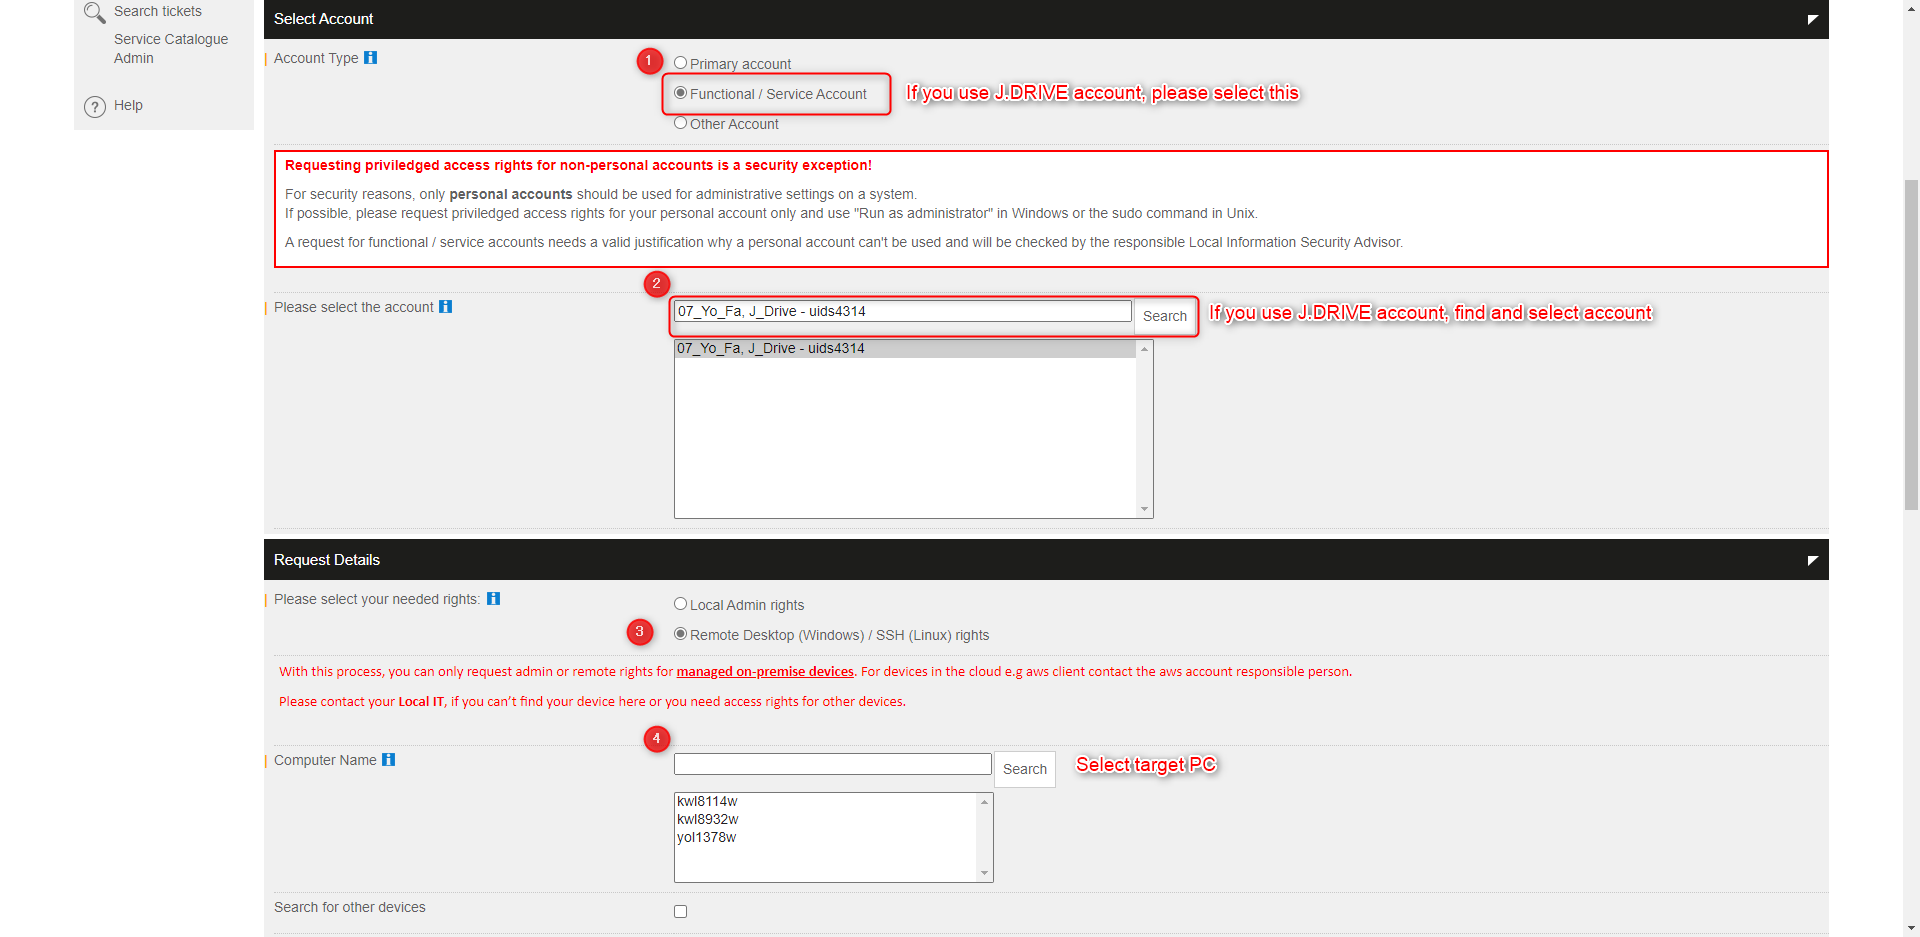 Search tickets
Service Catalogue
Admin
Help
Select Account
Account Type
1
Primary account
Functional / Service Account
If you use J.DRIVE account, please select this
Other Account
Requesting priviledged access rights for non-personal accounts is a security exception!
For security reasons, only personal accounts should be used for administrative settings on a system.
If possible, please request priviledged access rights for your personal account only and use "Run as administrator" in Windows or the sudo command in Unix.
A request for functional / service accounts needs a valid justification why a personal account can't be used and will be checked by the responsible Local Information Security Advisor.
2
Please select the account
07_Yo_Fa, J_Drive - uids4314
Search
If you use J.DRIVE account, find and select account
07_Yo_Fa, J_Drive - uids4314
Request Details
Please select your needed rights:
Local Admin rights
3
Remote Desktop (Windows) / SSH (Linux) rights
With this process, you can only request admin or remote rights for managed on-premise devices. For devices in the cloud e.g aws client contact the aws account responsible person.
Please contact your Local IT, if you can't find your device here or you need access rights for other devices.
4
Computer Name
Search
Select target PC
kwl8114w
kwl8932w
yol1378w
Search for other devices